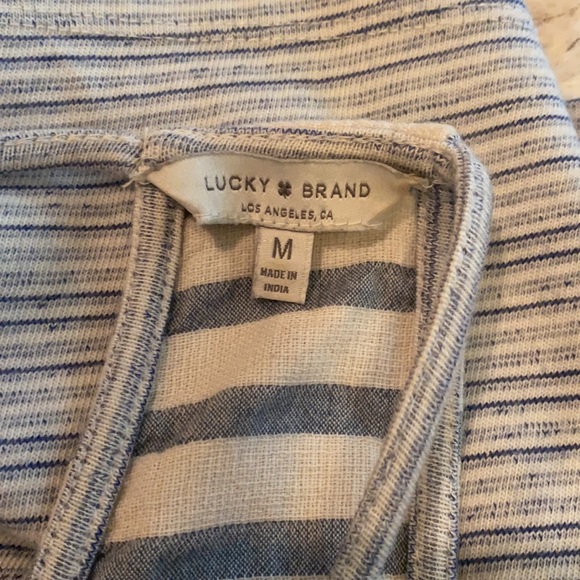 LUCKY BRAND
LOS ANGELES, CA
M
MADE IN
INDIA